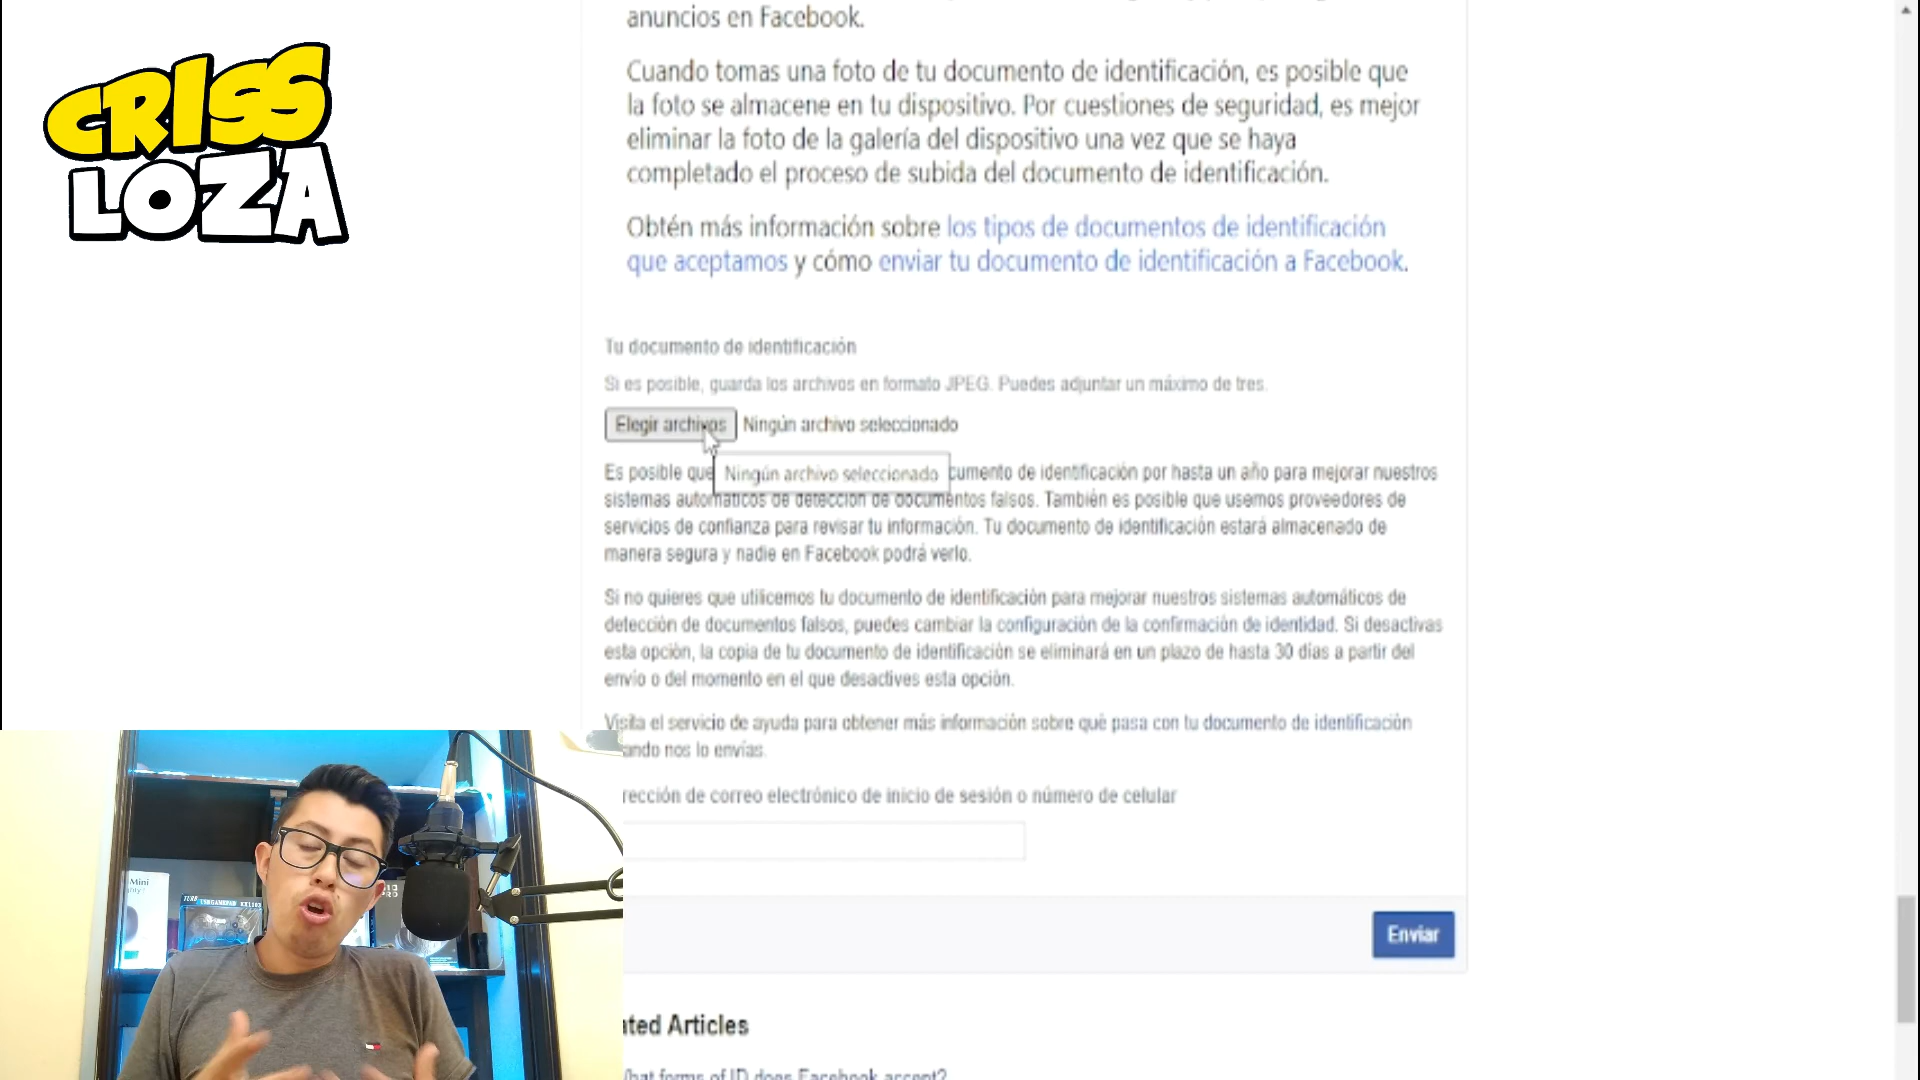 CRISS
LOZA
anuncios en Facebook.
Cuando tomas una foto de tu documento de identificación, es posible que
la foto se almacene en tu dispositivo. Por cuestiones de seguridad, es mejor
eliminar la foto de la galería del dispositivo una vez que se haya
completado el proceso de subida del documento de identificación.
Obtén más información sobre los tipos de documentos de identificación
que aceptamos y cómo enviar tu documento de identificación a Facebook.
Tu documento de identificación
Si es posible, guarda los archivos en formato JPEG. Puedes adjuntar un máximo de tres.
Elegir archivos Ningún archivo seleccionado
Es posible que Ningún archivo seleccionado cumento de identificación por hasta un año para mejorar nuestros
sistemas automáticos de detección de documentos falsos. También es posible que usemos proveedores de
servicios de confianza para revisar tu información. Tu documento de identificación estará almacenado de
manera segura y nadie en Facebook podrá verlo.
Si no quieres que utilicemos tu documento de identificación para mejorar nuestros sistemas automáticos de
detección de documentos falsos, puedes cambiar la configuración de la confirmación de identidad. Si desactivas
esta opción, la copia de tu documento de identificación se eliminará en un plazo de hasta 30 días a partir del
envío o del momento en el que desactives esta opción.
Visita el servicio de ayuda para obtener más información sobre qué pasa con tu documento de identificación
ando nos lo envías.
rección de correo electrónico de inicio de sesión o número de celular
Enviar
ated Articles
hat forms of ID does Facebook accept?
Mini